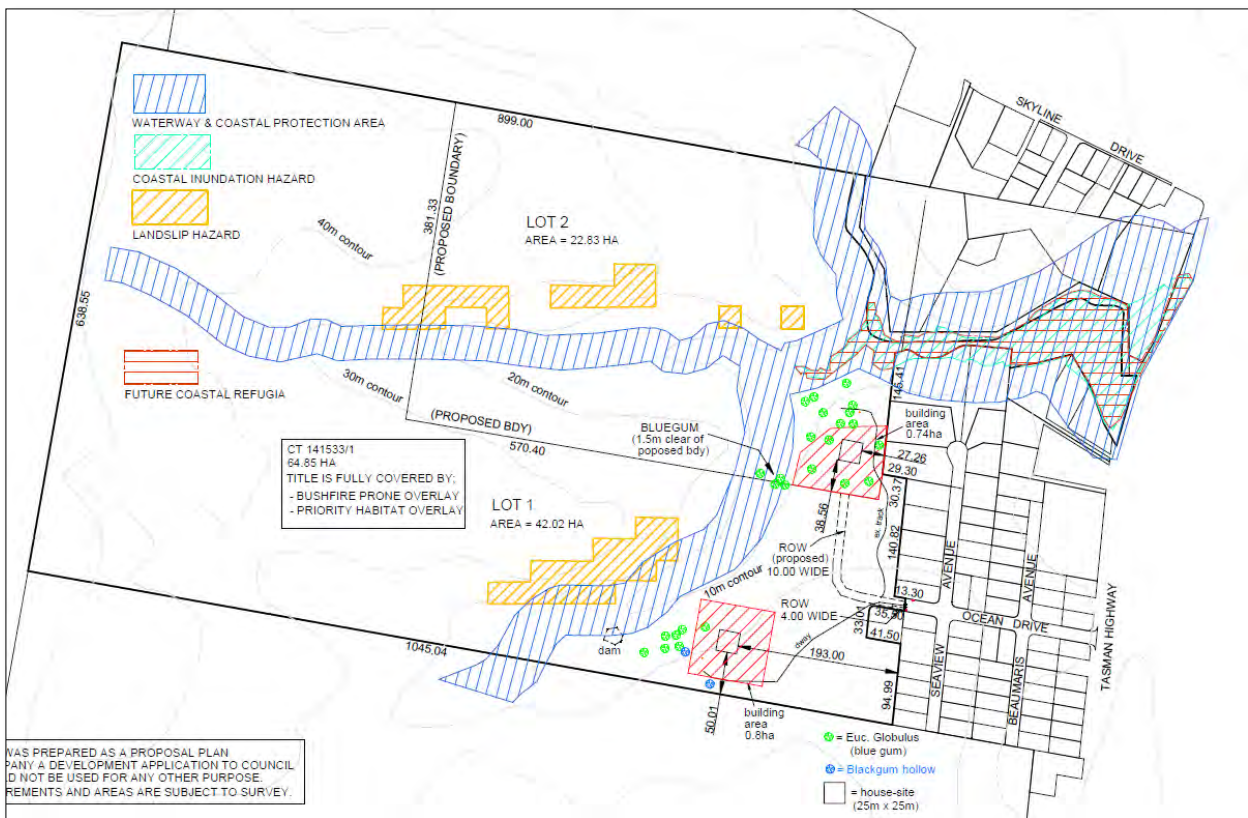 SKYLINE
DRIVE
WATERWAY & COASTAL PROTECTION AREA
COASTAL INUNDATION HAZARD
LANDSLIP HAZARD
899.00
381.33
(PROPOSED BOUNDARY)
LOT 2
AREA = 22.83 HA
40m contour
638.55
FUTURE COASTAL REFUGIA
30m contour
20m contour
(PROPOSED BDY)
570.40
BLUEGUM
(1.5m clear of
poposed bdy)
146.41
building
area
0.74ha
27.26
29.30
30.37
38.56
ex. track
140.82
CT 141533/1
64.85 HA
TITLE IS FULLY COVERED BY:
- BUSHFIRE PRONE OVERLAY
- PRIORITY HABITAT OVERLAY
LOT 1
AREA = 42.02 HA
ROW
(proposed)
10.00 WIDE
10m contour
ROW
4.00 WIDE
13.30
35.50
33.01
41.50
dway
193.00
94.99
dam
1045.04
50.01
building
area
0.8ha
AVENUE
AVENUE
OCEAN DRIVE
SEAVIEW
BEAUMARIS
TASMAN HIGHWAY
WAS PREPARED AS A PROPOSAL PLAN
PANY A DEVELOPMENT APPLICATION TO COUNCIL
D NOT BE USED FOR ANY OTHER PURPOSE.
REMENTS AND AREAS ARE SUBJECT TO SURVEY.
= Euc. Globulus
(blue gum)
= Blackgum hollow
= house-site
(25m x 25m)